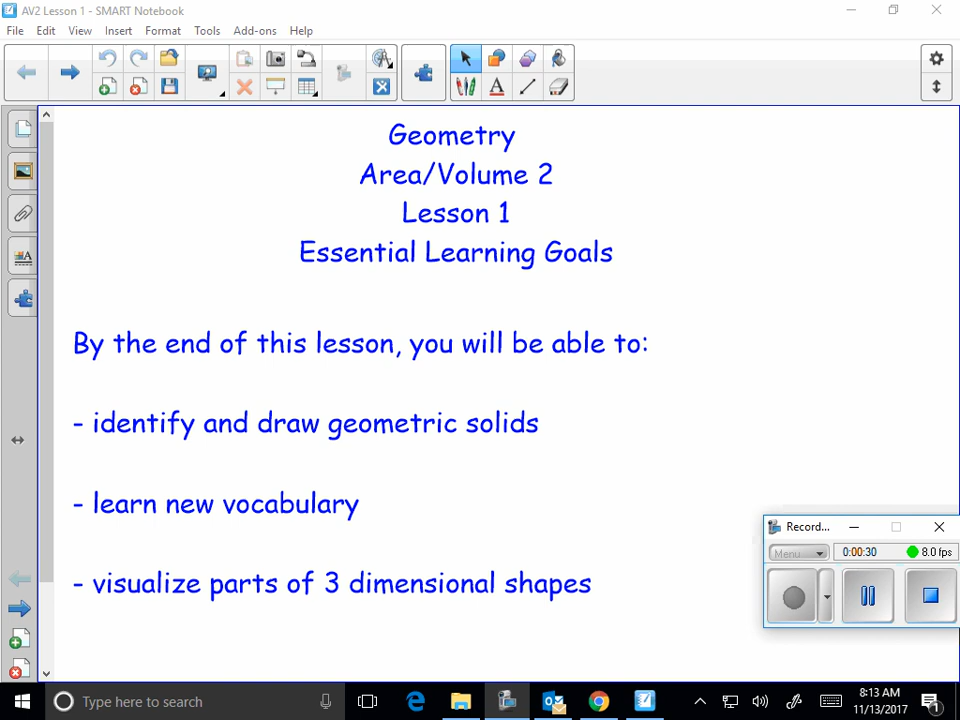 AV2 Lesson 1 - SMART Notebook
File Edit View Insert Format Tools Add-ons Help
Geometry
Area/Volume 2
Lesson 1
Essential Learning Goals
By the end of this lesson, you will be able to:
- identify and draw geometric solids
- learn new vocabulary
- visualize parts of 3 dimensional shapes
Record...
Menu 0:00:30 8.0 fps
Type here to search
8:13 AM
11/13/2017
1